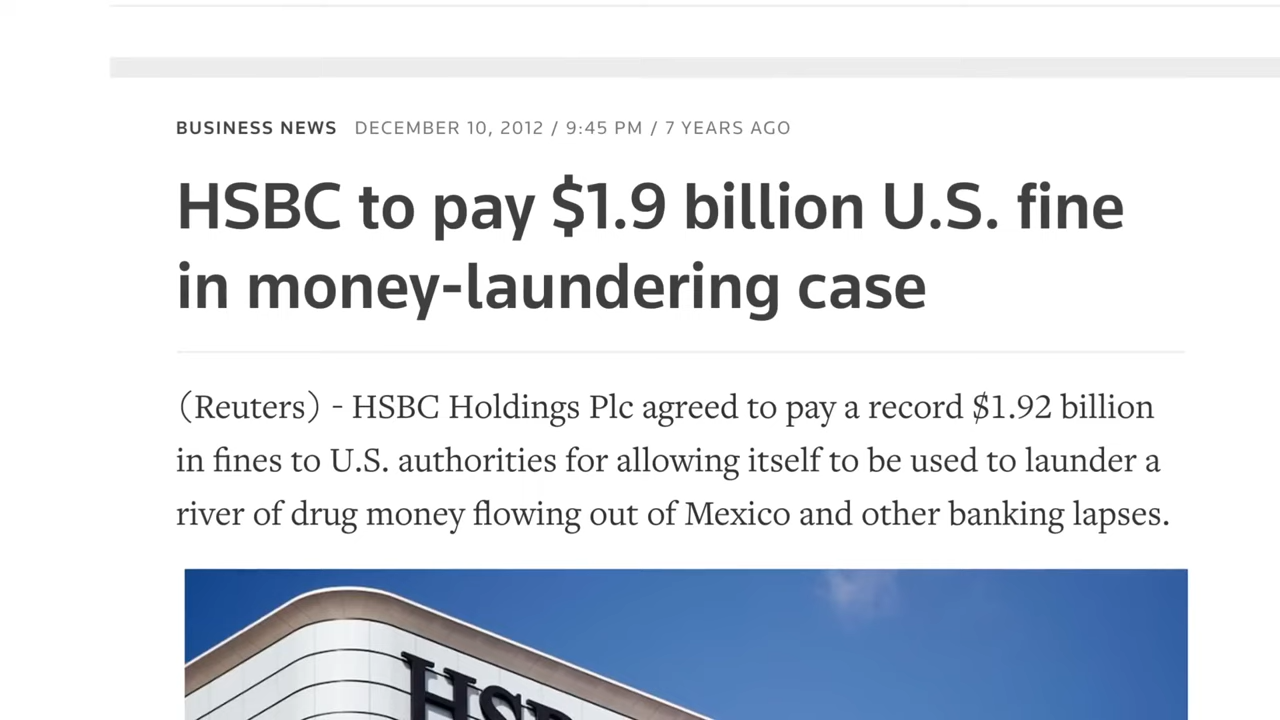 BUSINESS NEWS DECEMBER 10, 2012 / 9:45 PM / 7 YEARS AGO
HSBC to pay $1.9 billion U.S. fine
in money-laundering case
(Reuters) - HSBC Holdings Plc agreed to pay a record $1.92 billion
in fines to U.S. authorities for allowing itself to be used to launder a
river of drug money flowing out of Mexico and other banking lapses.
HSB